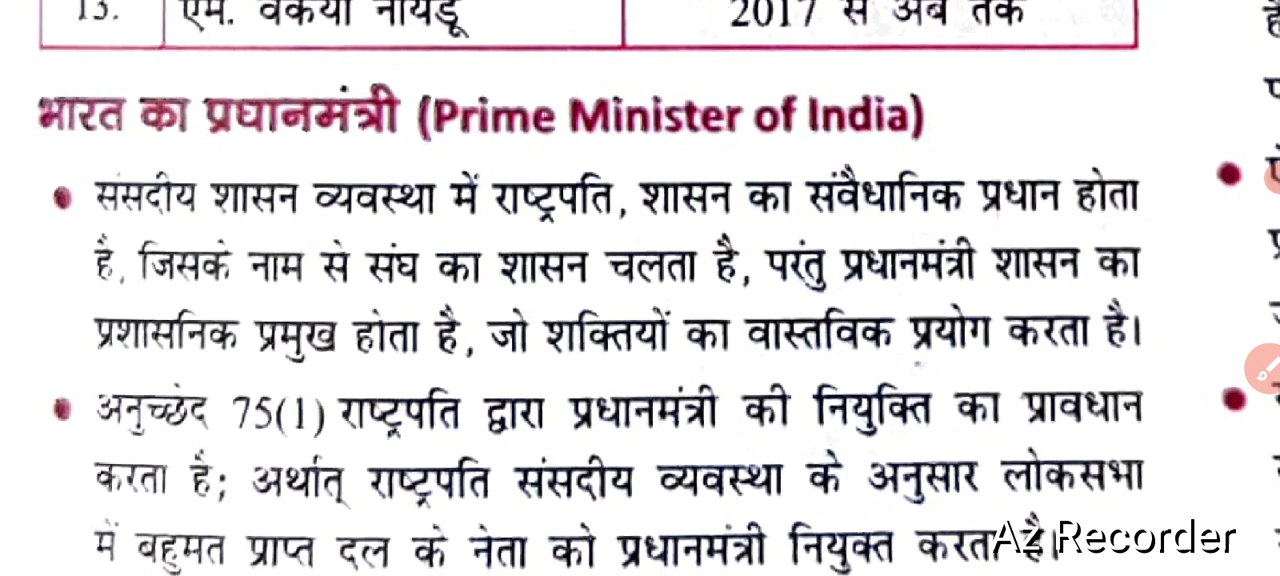 13. एम. वेंकैया नायडू 2017 से अब तक
भारत का प्रधानमंत्री (Prime Minister of India)
• संसदीय शासन व्यवस्था में राष्ट्रपति, शासन का संवैधानिक प्रधान होता
है, जिसके नाम से संघ का शासन चलता है, परंतु प्रधानमंत्री शासन का
प्रशासनिक प्रमुख होता है, जो शक्तियों का वास्तविक प्रयोग करता है।
• अनुच्छेद 75(1) राष्ट्रपति द्वारा प्रधानमंत्री की नियुक्ति का प्रावधान
करता है; अर्थात् राष्ट्रपति संसदीय व्यवस्था के अनुसार लोकसभा
में बहुमत प्राप्त दल के नेता को प्रधानमंत्री नियुक्त करता है।
Az Recorder